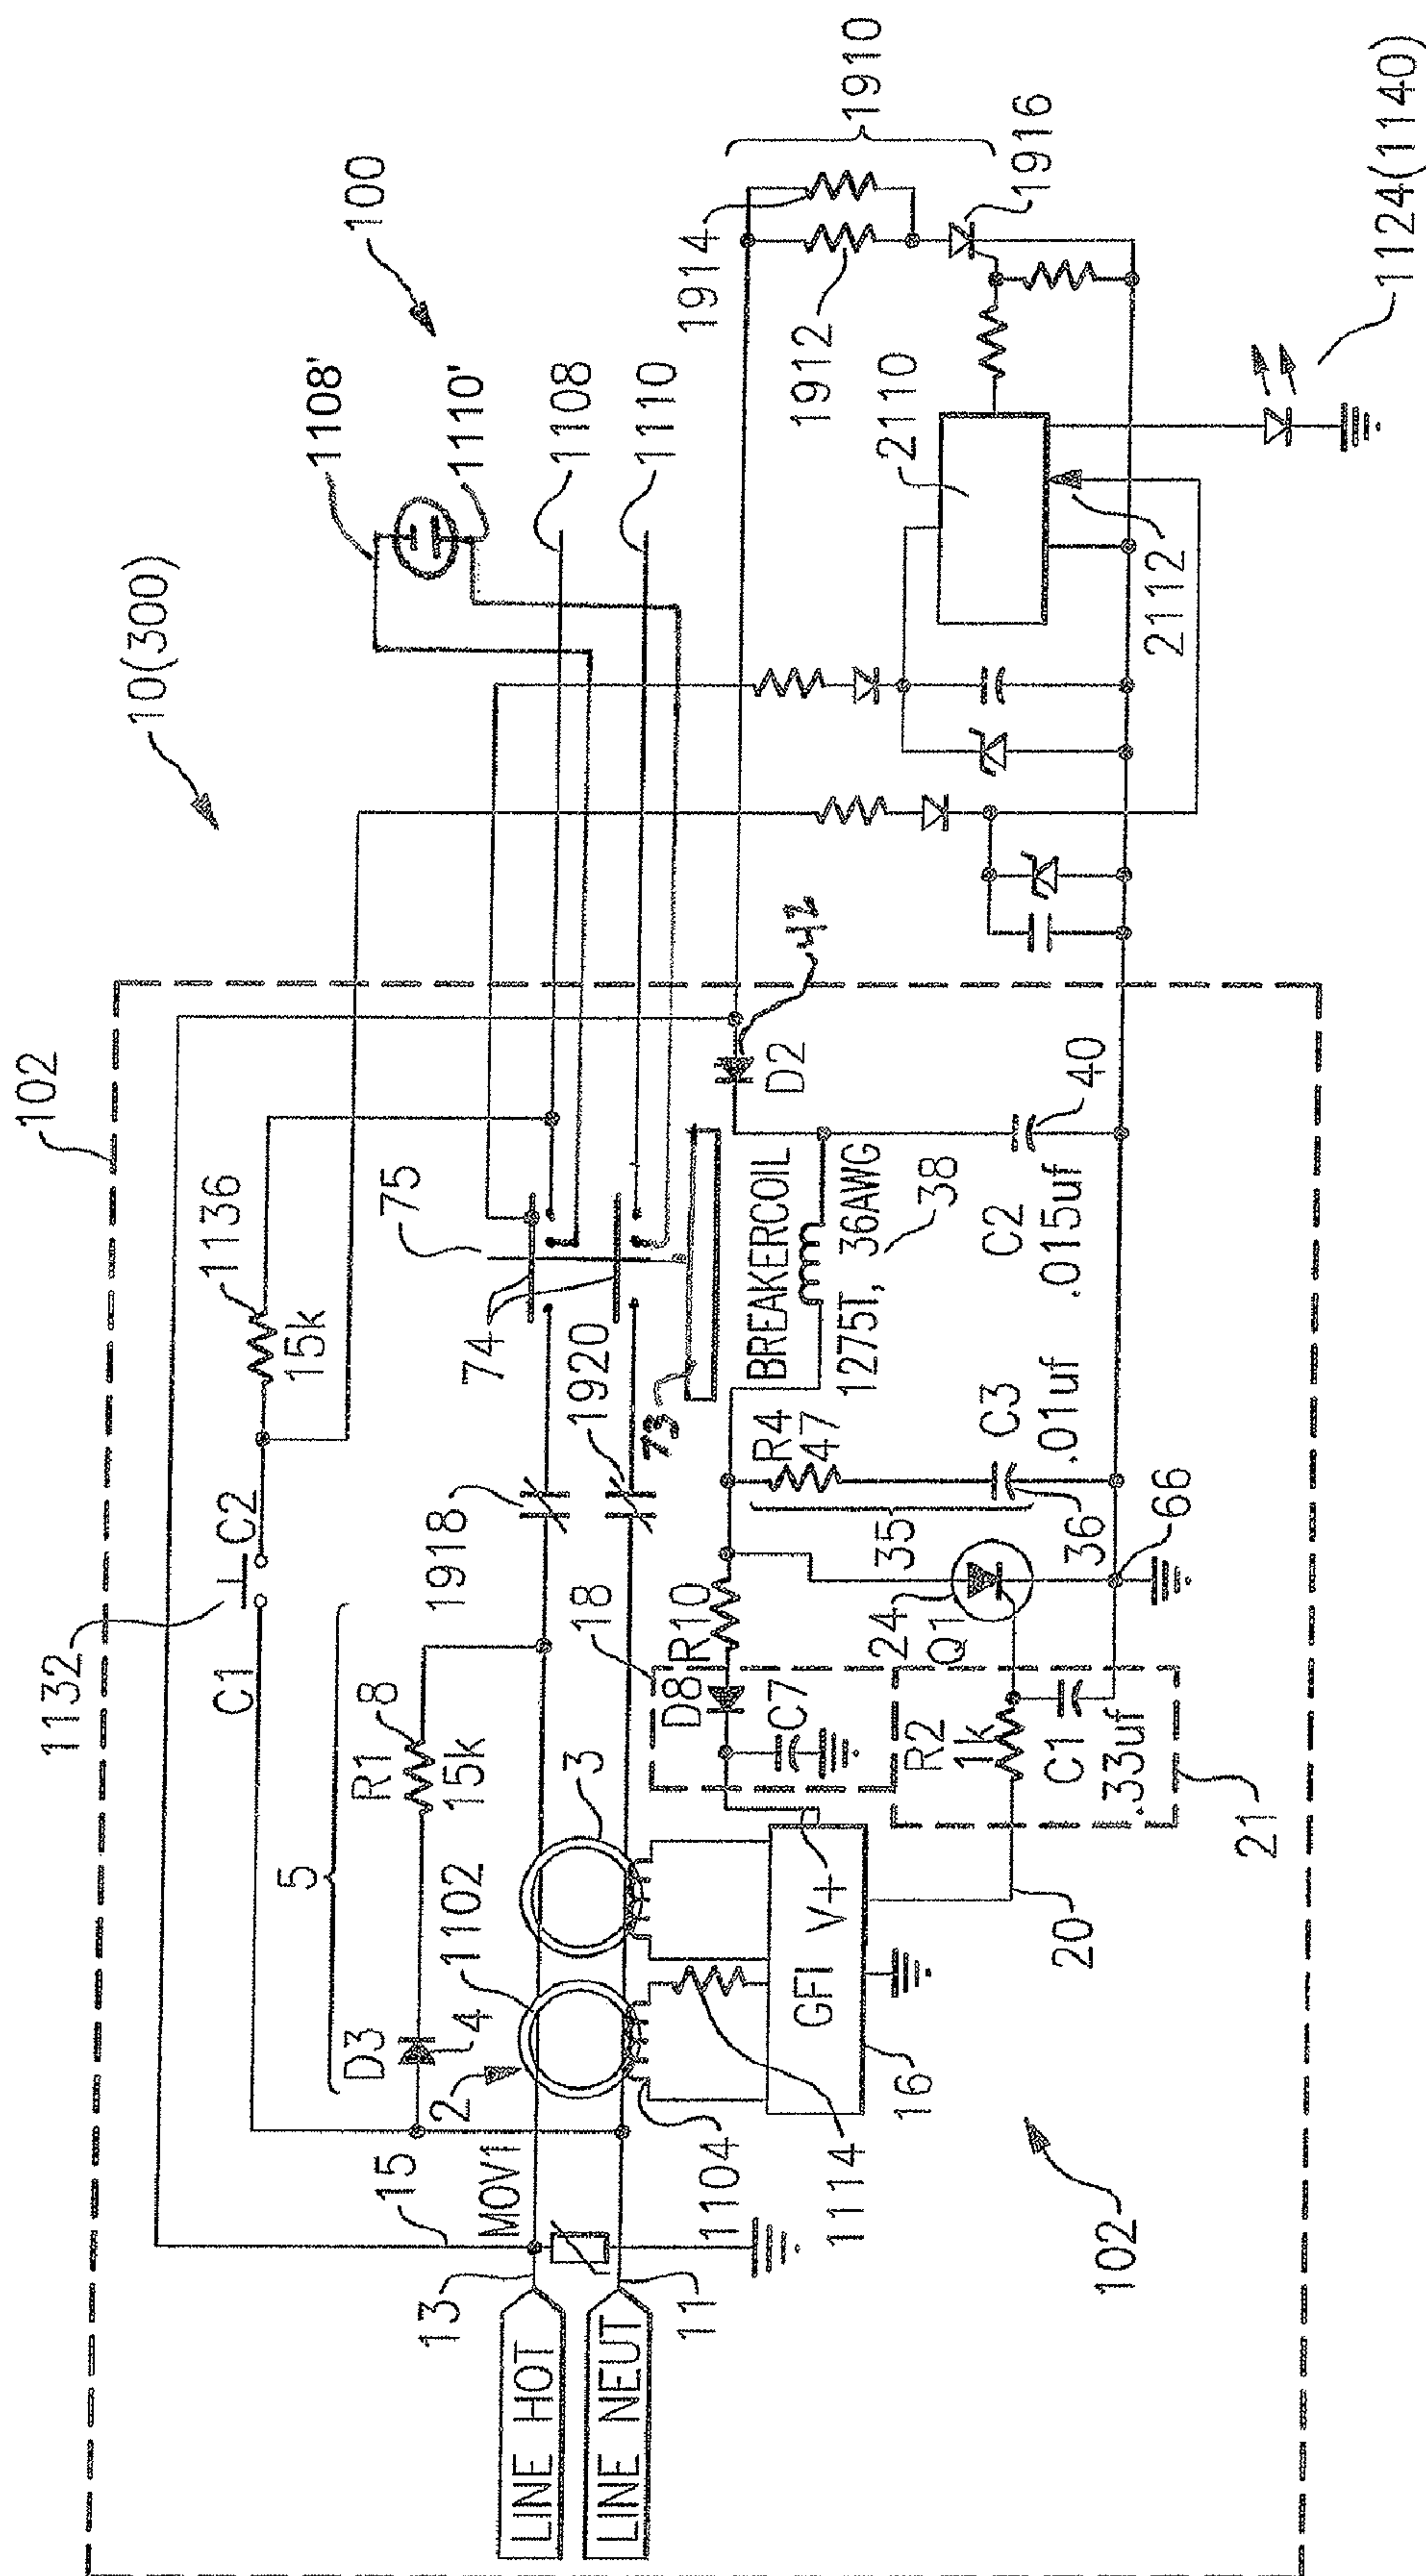 10(300)
100
102
1132
C1
C2
1136
15k
75
74
1108'
1110'
1108
1110
5
R1
8
15k
D3
4
1102
2
3
15
13
MOV1
LINE HOT
LINE NEUT
11
1104
1114
1918
1920
73
GFI V+
16
18
D8
C7
R10
R2
1k
C1
.33uf
21
20
24
Q1
35
R4
47
C3
.01uf
36
66
BREAKERCOIL
1275T, 36AWG
38
C2
.015uf
40
D2
42
1914
1912
1910
1916
2110
2112
1124(1140)
102